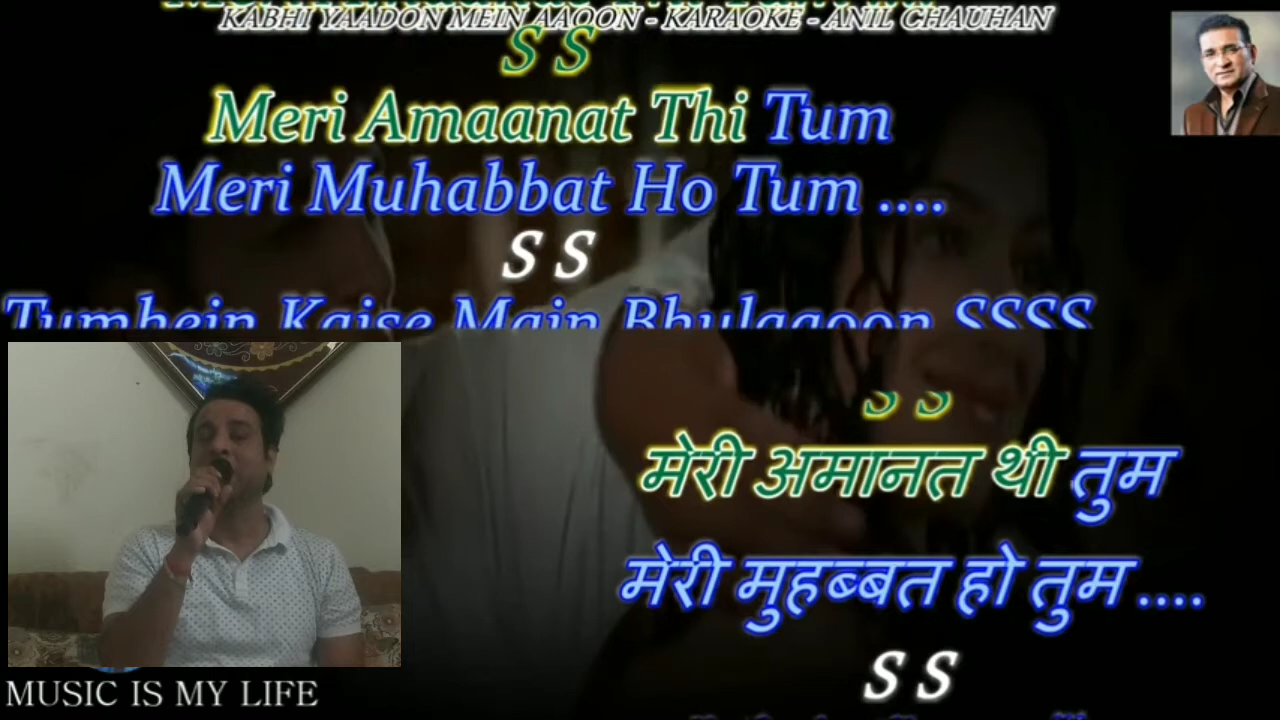 KABHI YAADON MEIN AAOON - KARAOKE - ANIL CHAUHAN
S S
Meri Amaanat Thi Tum
Meri Muhabbat Ho Tum ....
S S
Tumhein Kaise Main Bhulaaoon SSSS
S S
मेरी अमानत थी तुम
मेरी मुहब्बत हो तुम ....
S S
MUSIC IS MY LIFE